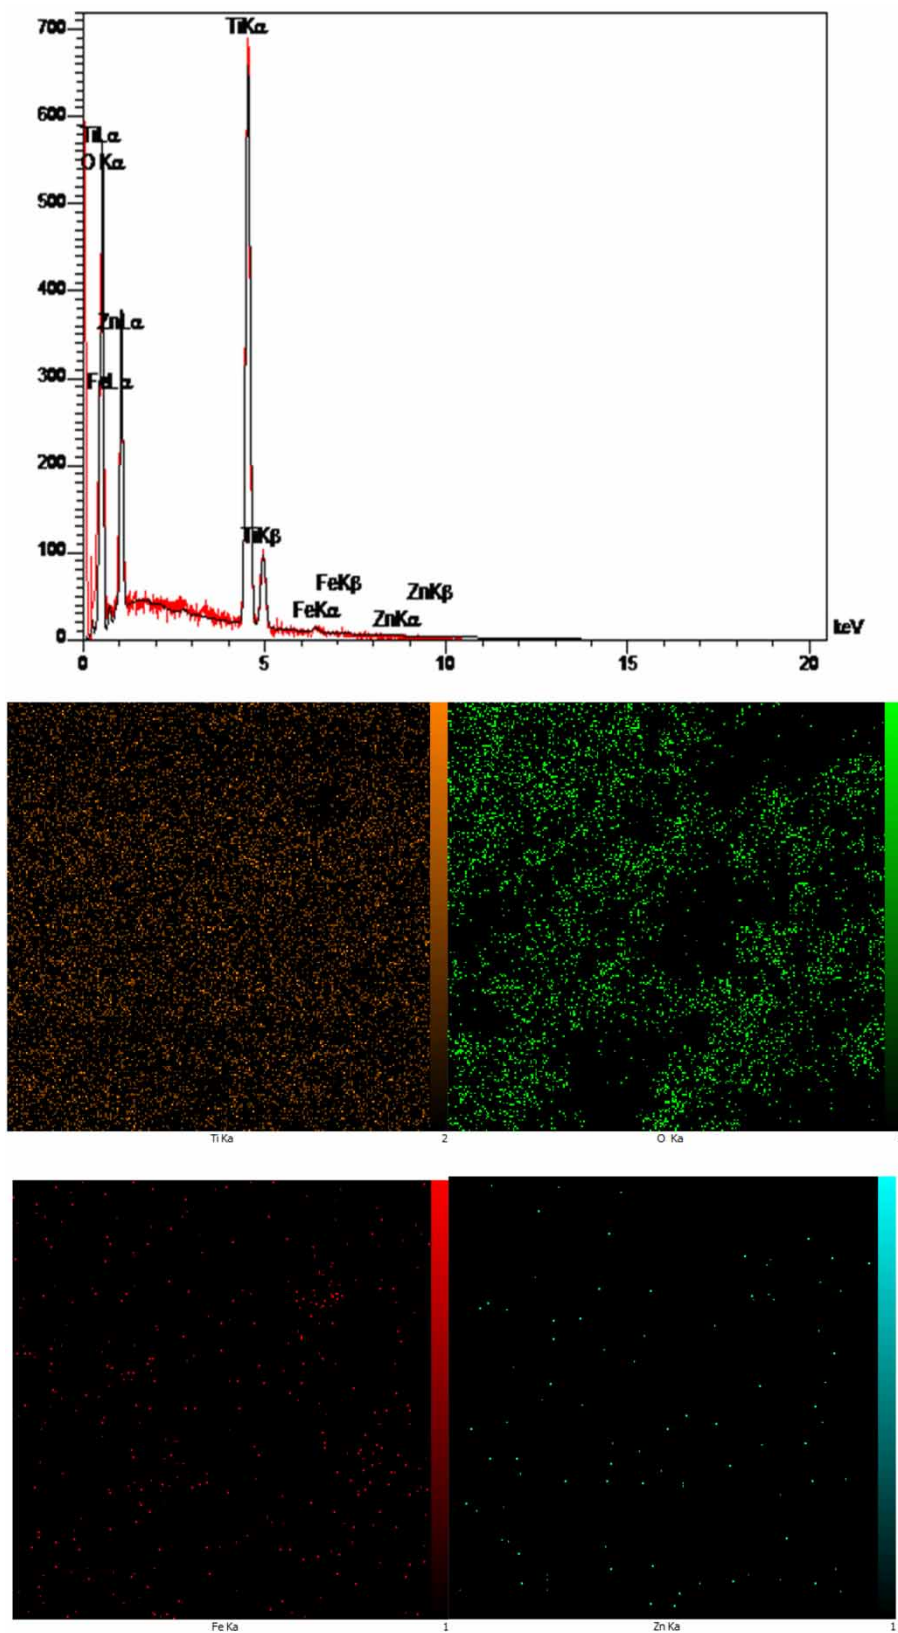 700
TiKα
600
TiLα
O Kα
500
400
ZnLα
300
FeLα
200
100
TiKβ
FeKβ
ZnKβ
FeKα
ZnKα
0
keV
0 5 10 15 20
Ti Ka 2 O Ka
Fe Ka 1 Zn Ka 1